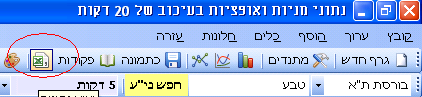 נתוני מניות ואופציות בעיכוב של 20 דקות
קובץ ערוך הוסף כלים חלונות עזרה
גרף חדש מתנדים כתמונה פקודות
בורסת ת"א טבע חפש ני"ע 5 דקות